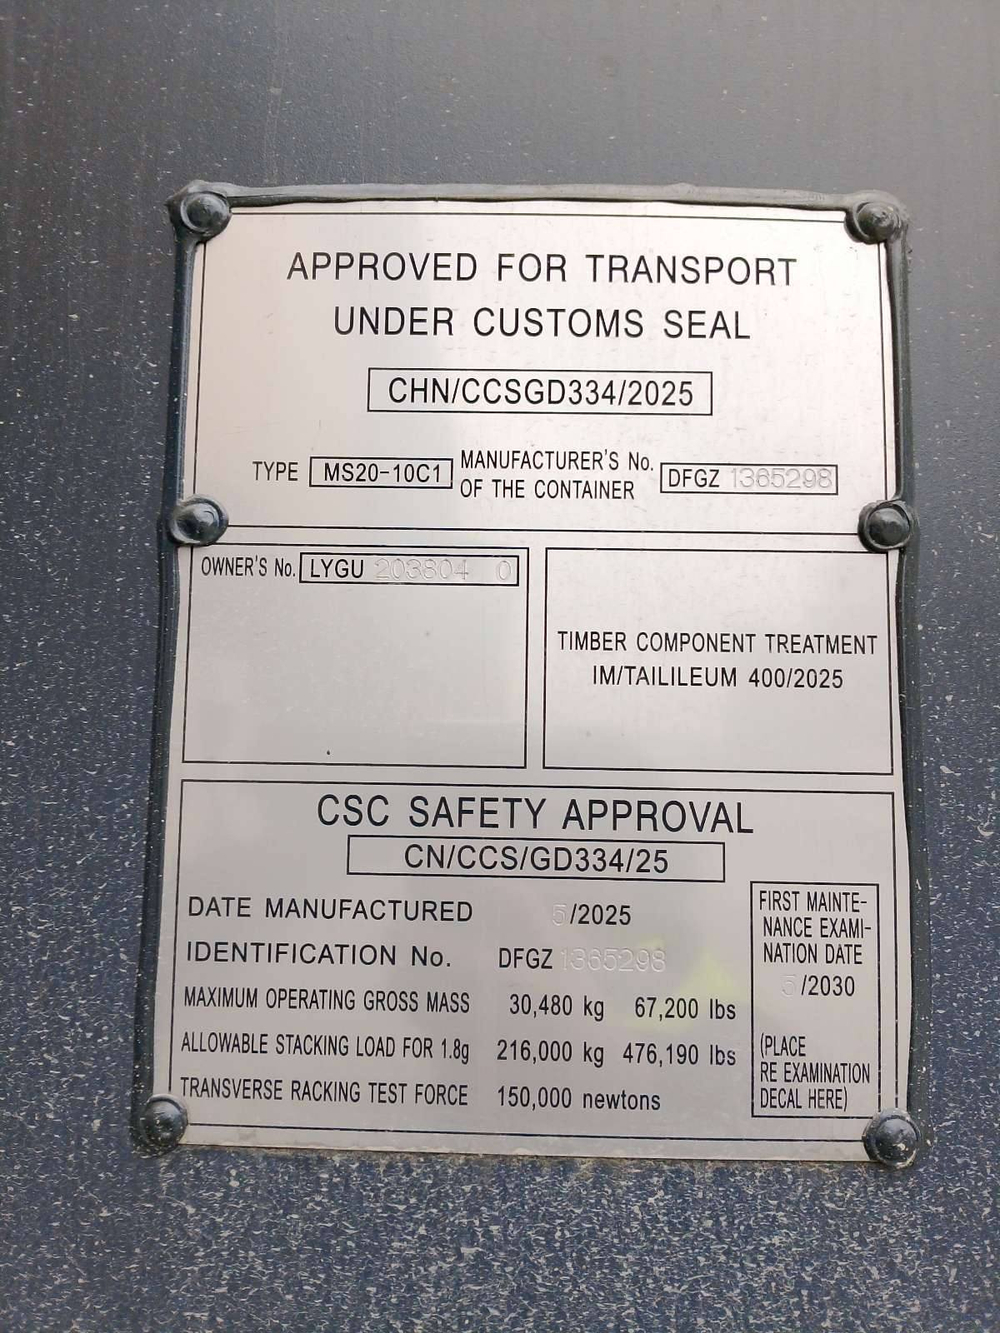 APPROVED FOR TRANSPORT
UNDER CUSTOMS SEAL
CHN/CCSGD334/2025
TYPE MS20-10C1 MANUFACTURER'S No. OF THE CONTAINER DFGZ 1365298
OWNER'S No. LYGU 203804 0
TIMBER COMPONENT TREATMENT
IM/TAILILEUM 400/2025
CSC SAFETY APPROVAL
CN/CCS/GD334/25
DATE MANUFACTURED 5/2025
IDENTIFICATION No. DFGZ 1365298
MAXIMUM OPERATING GROSS MASS 30,480 kg 67,200 lbs
ALLOWABLE STACKING LOAD FOR 1.8g 216,000 kg 476,190 lbs
TRANSVERSE RACKING TEST FORCE 150,000 newtons
FIRST MAINTE-
NANCE EXAMI-
NATION DATE
5/2030
(PLACE
RE EXAMINATION
DECAL HERE)